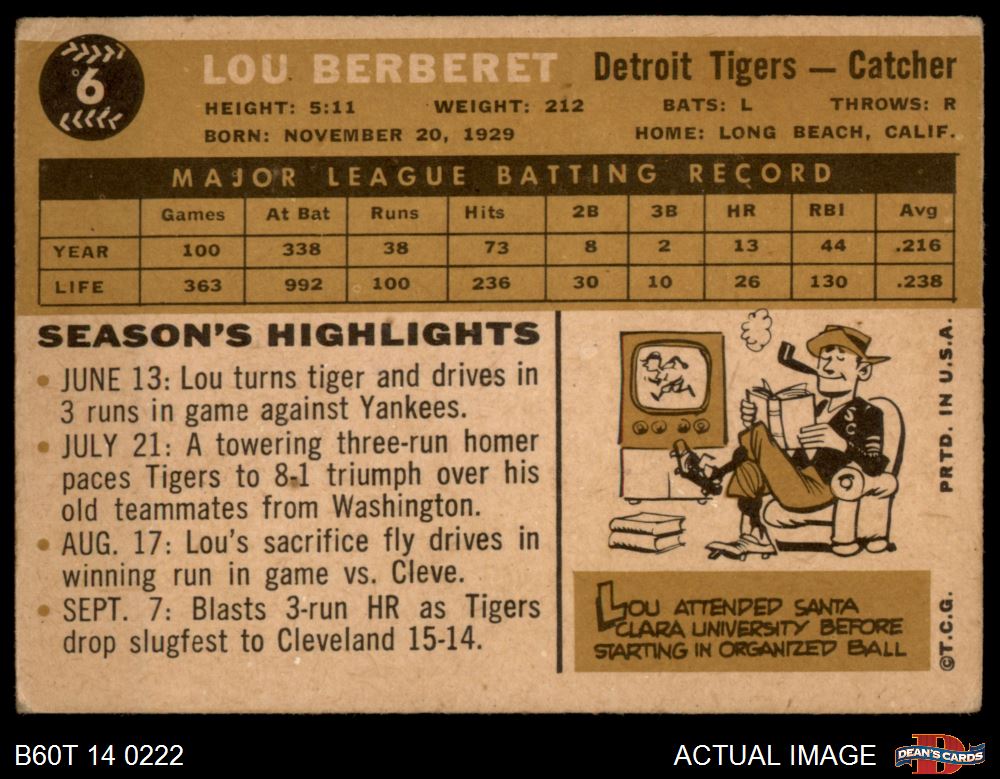 6
LOU BERBERET Detroit Tigers — Catcher
HEIGHT: 5:11 WEIGHT: 212 BATS: L THROWS: R
BORN: NOVEMBER 20, 1929 HOME: LONG BEACH, CALIF.
MAJOR LEAGUE BATTING RECORD
Games At Bat Runs Hits 2B 3B HR RBI Avg
YEAR 100 338 38 73 8 2 13 44 .216
LIFE 363 992 100 236 30 10 26 130 .238
SEASON'S HIGHLIGHTS
• JUNE 13: Lou turns tiger and drives in
3 runs in game against Yankees.
• JULY 21: A towering three-run homer
paces Tigers to 8-1 triumph over his
old teammates from Washington.
• AUG. 17: Lou's sacrifice fly drives in
winning run in game vs. Cleve.
• SEPT. 7: Blasts 3-run HR as Tigers
drop slugfest to Cleveland 15-14.
LOU ATTENDED SANTA
CLARA UNIVERSITY BEFORE
STARTING IN ORGANIZED BALL
PRTD. IN U.S.A.
©T.C.G.
B60T 14 0222
ACTUAL IMAGE
DEAN'S CARDS